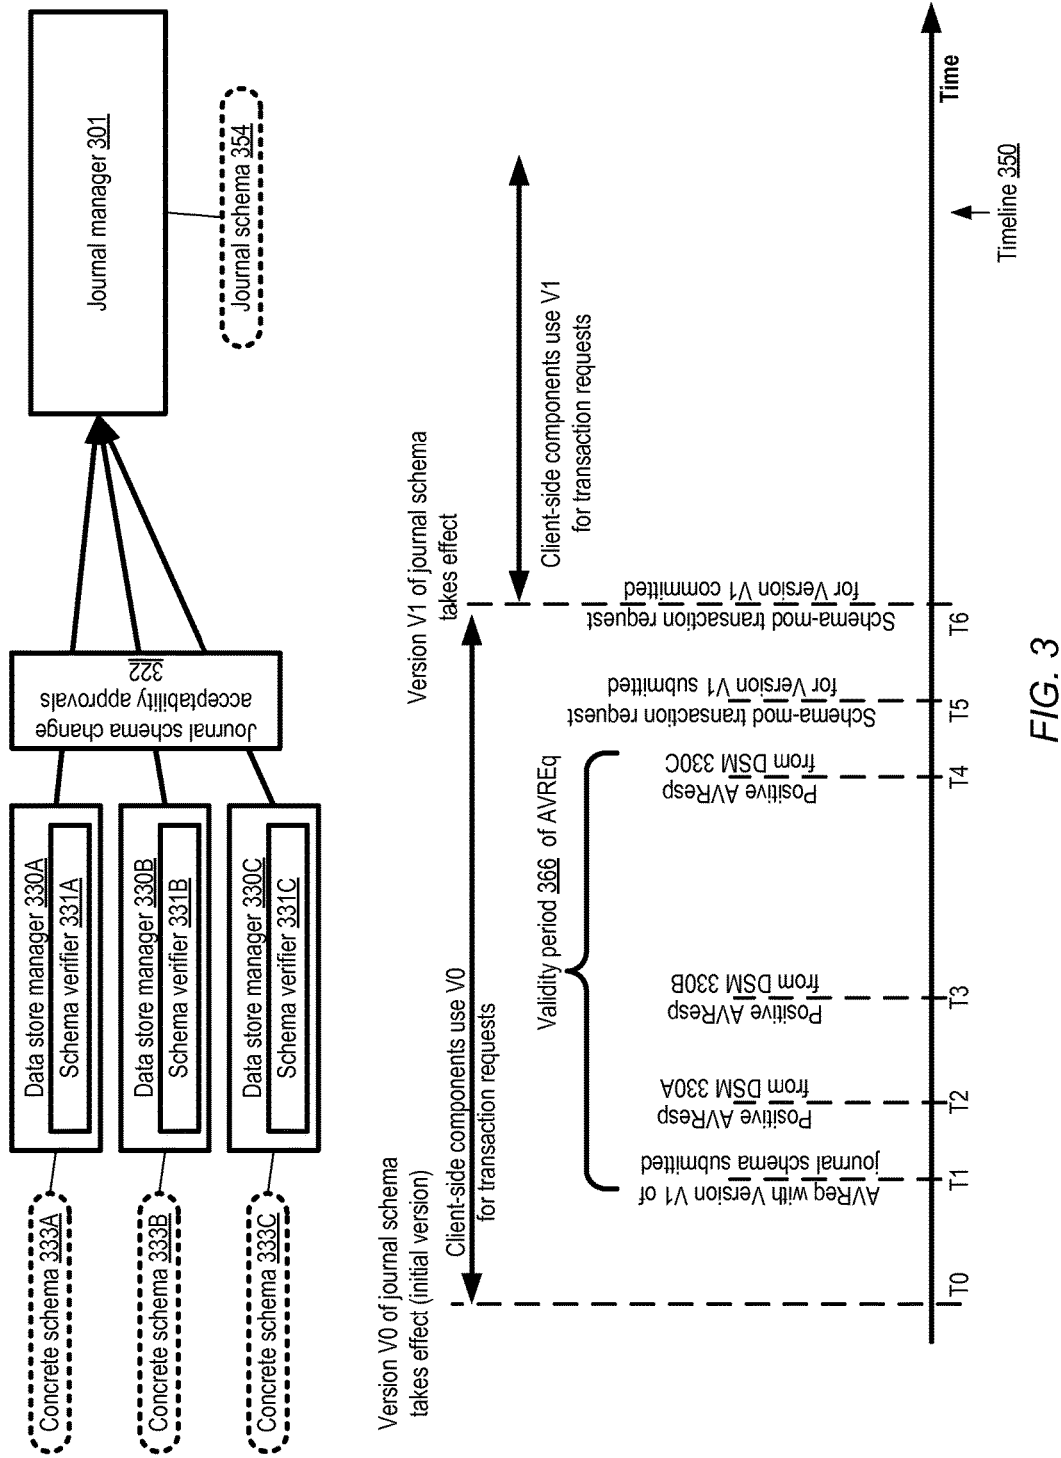 Concrete schema 333A
Concrete schema 333B
Concrete schema 333C
Data store manager 330A
Schema verifier 331A
Data store manager 330B
Schema verifier 331B
Data store manager 330C
Schema verifier 331C
Journal schema change
acceptability approvals
322
Journal manager 301
Journal schema 354
Version V0 of journal schema
takes effect (initial version)
Client-side components use V0
for transaction requests
Version V1 of journal schema
takes effect
Client-side components use V1
for transaction requests
Validity period 366 of AVREq
AVReq with Version V1 of
journal schema submitted
Positive AVResp
from DSM 330A
Positive AVResp
from DSM 330B
Positive AVResp
from DSM 330C
Schema-mod transaction request
for Version V1 submitted
Schema-mod transaction request
for Version V1 committed
T0
T1
T2
T3
T4
T5
T6
Time
Timeline 350
FIG. 3